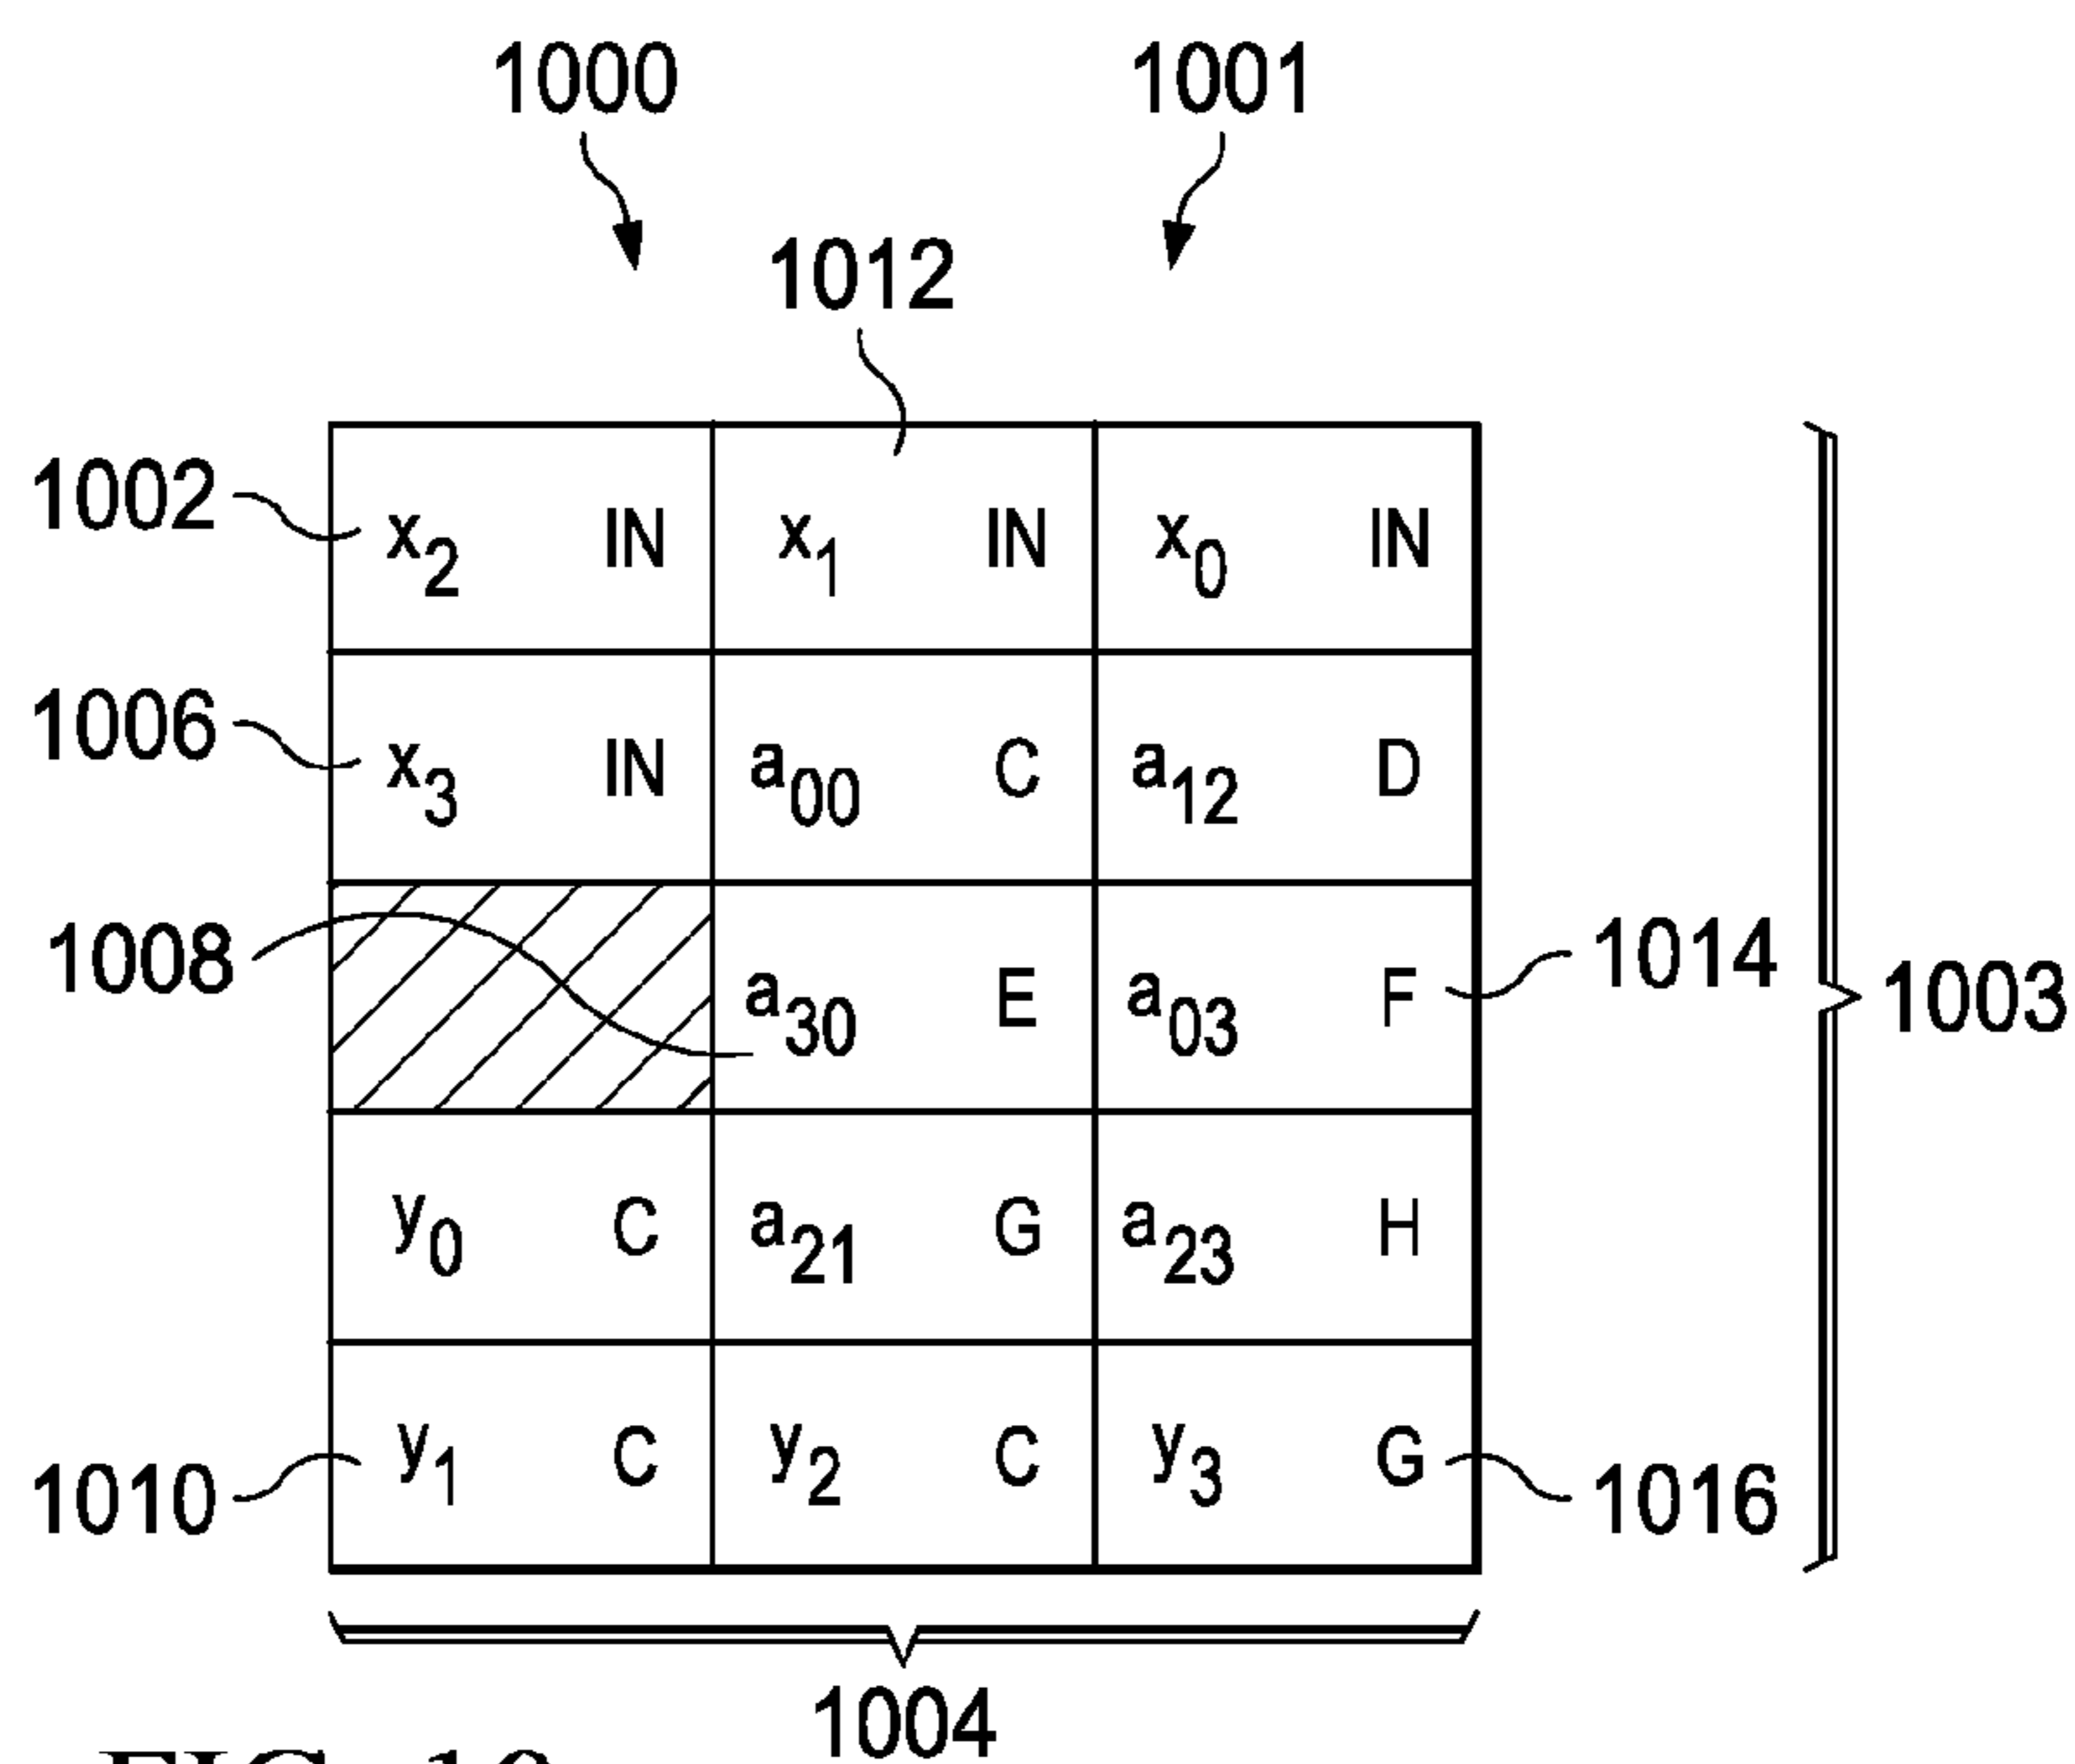 1000 1001
1012
1002 x2 IN x1 IN x0 IN
1006 x3 IN a00 C a12 D
1008 a30 E a03 F 1014 1003
y0 C a21 G a23 H
1010 y1 C y2 C y3 G 1016
1004